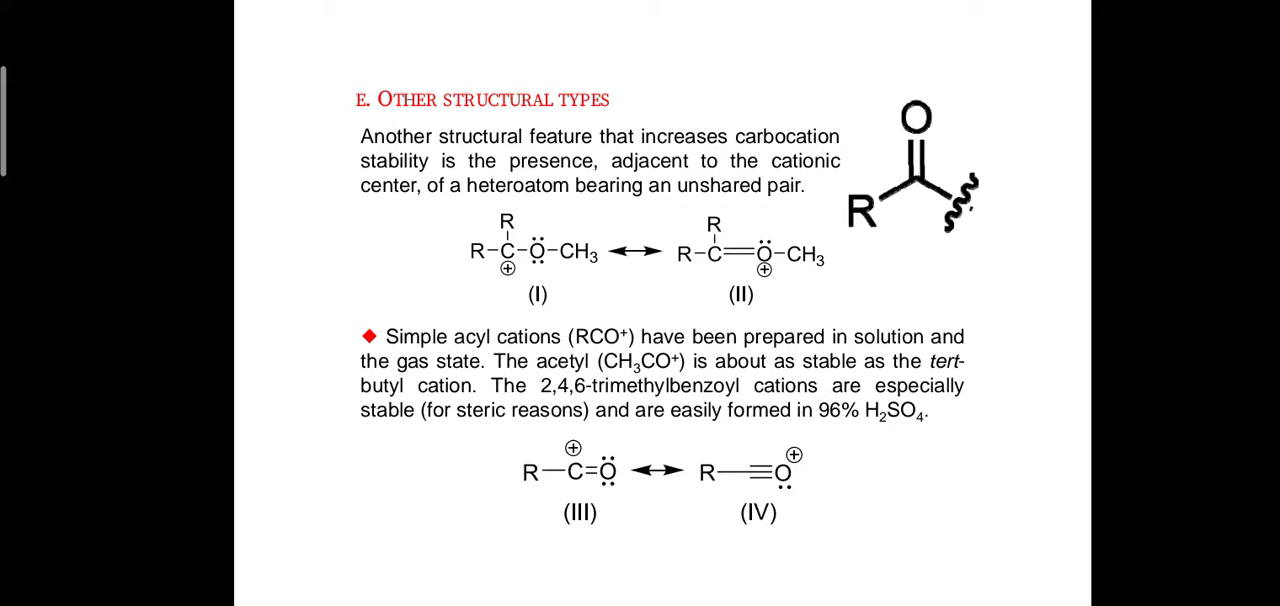 E. OTHER STRUCTURAL TYPES
Another structural feature that increases carbocation
stability is the presence, adjacent to the cationic
center, of a heteroatom bearing an unshared pair.
O
R
R R
R-C-Ö-CH₃ ↔ R-C=Ö-CH₃
⊕ ⊕
(I) (II)
◆ Simple acyl cations (RCO⁺) have been prepared in solution and
the gas state. The acetyl (CH₃CO⁺) is about as stable as the tert-
butyl cation. The 2,4,6-trimethylbenzoyl cations are especially
stable (for steric reasons) and are easily formed in 96% H₂SO₄.
⊕ ⊕
R—C=Ö ↔ R—≡O
(III) (IV)